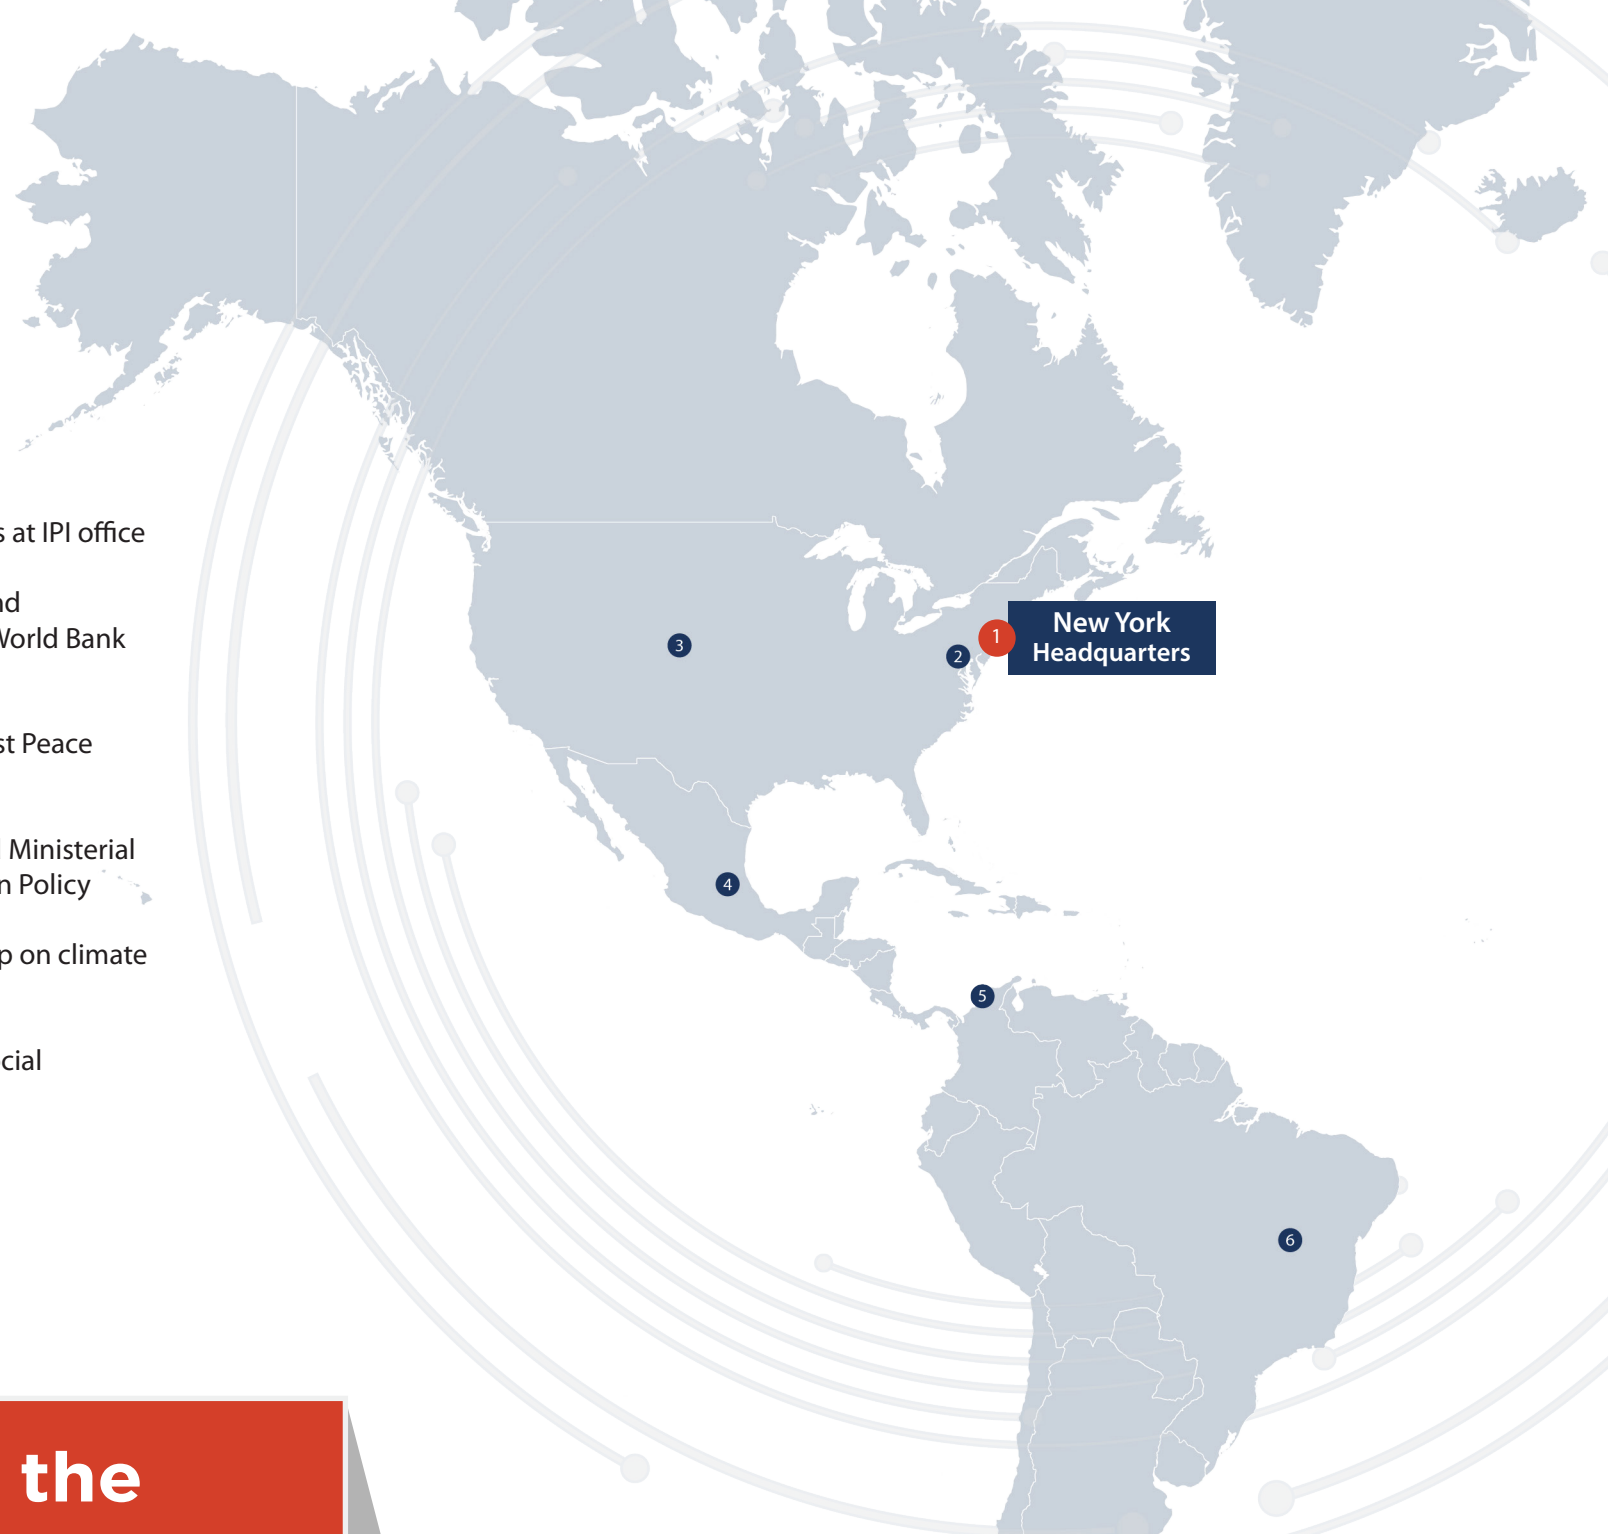 s at IPI office
nd
World Bank
st Peace
Ministerial
n Policy
p on climate
cial
1
New York
Headquarters
2
3
4
5
6
the